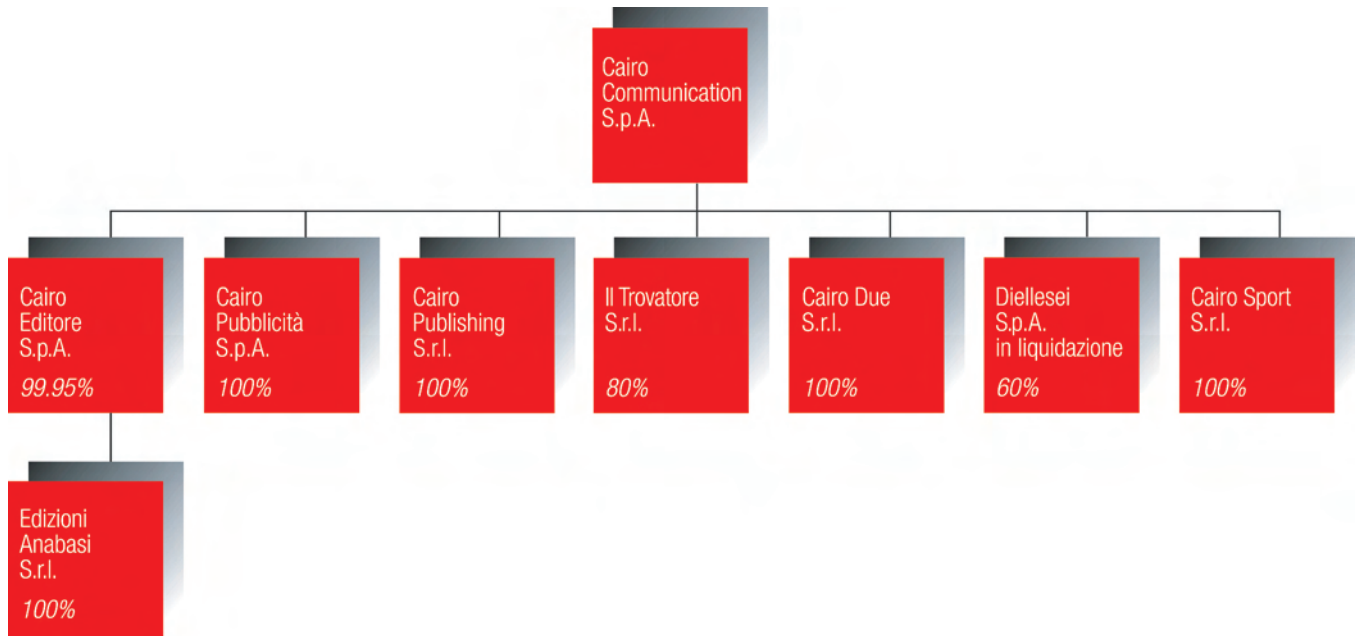 Cairo
Communication
S.p.A.
Cairo
Editore
S.p.A.
99.95%
Cairo
Pubblicità
S.p.A.
100%
Cairo
Publishing
S.r.l.
100%
Il Trovatore
S.r.l.
80%
Cairo Due
S.r.l.
100%
Diellesei
S.p.A.
in liquidazione
60%
Cairo Sport
S.r.l.
100%
Edizioni
Anabasi
S.r.l.
100%